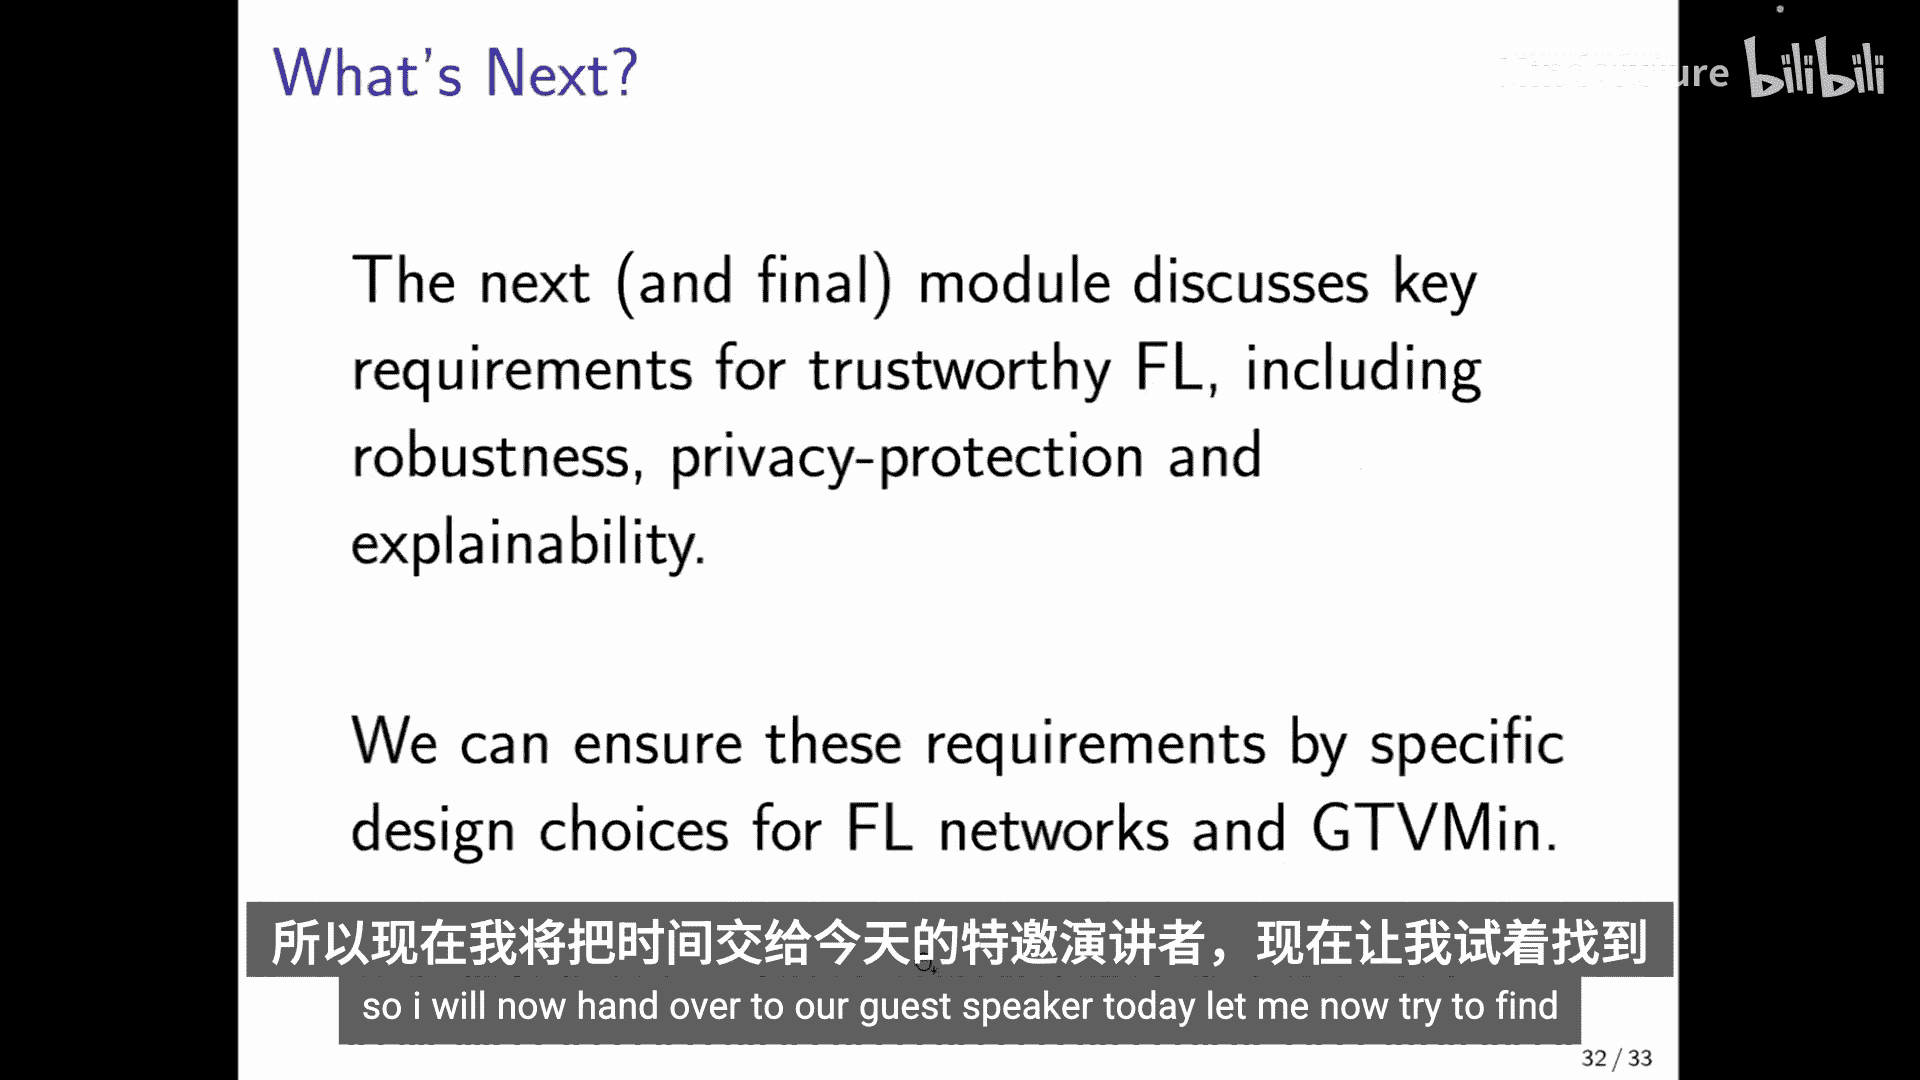 What's Next?
bilibili
The next (and final) module discusses key
requirements for trustworthy FL, including
robustness, privacy-protection and
explainability.
We can ensure these requirements by specific
design choices for FL networks and GTVMin.
所以现在我将把时间交给今天的特邀演讲者，现在让我试着找到
so i will now hand over to our guest speaker today let me now try to find
32 / 33